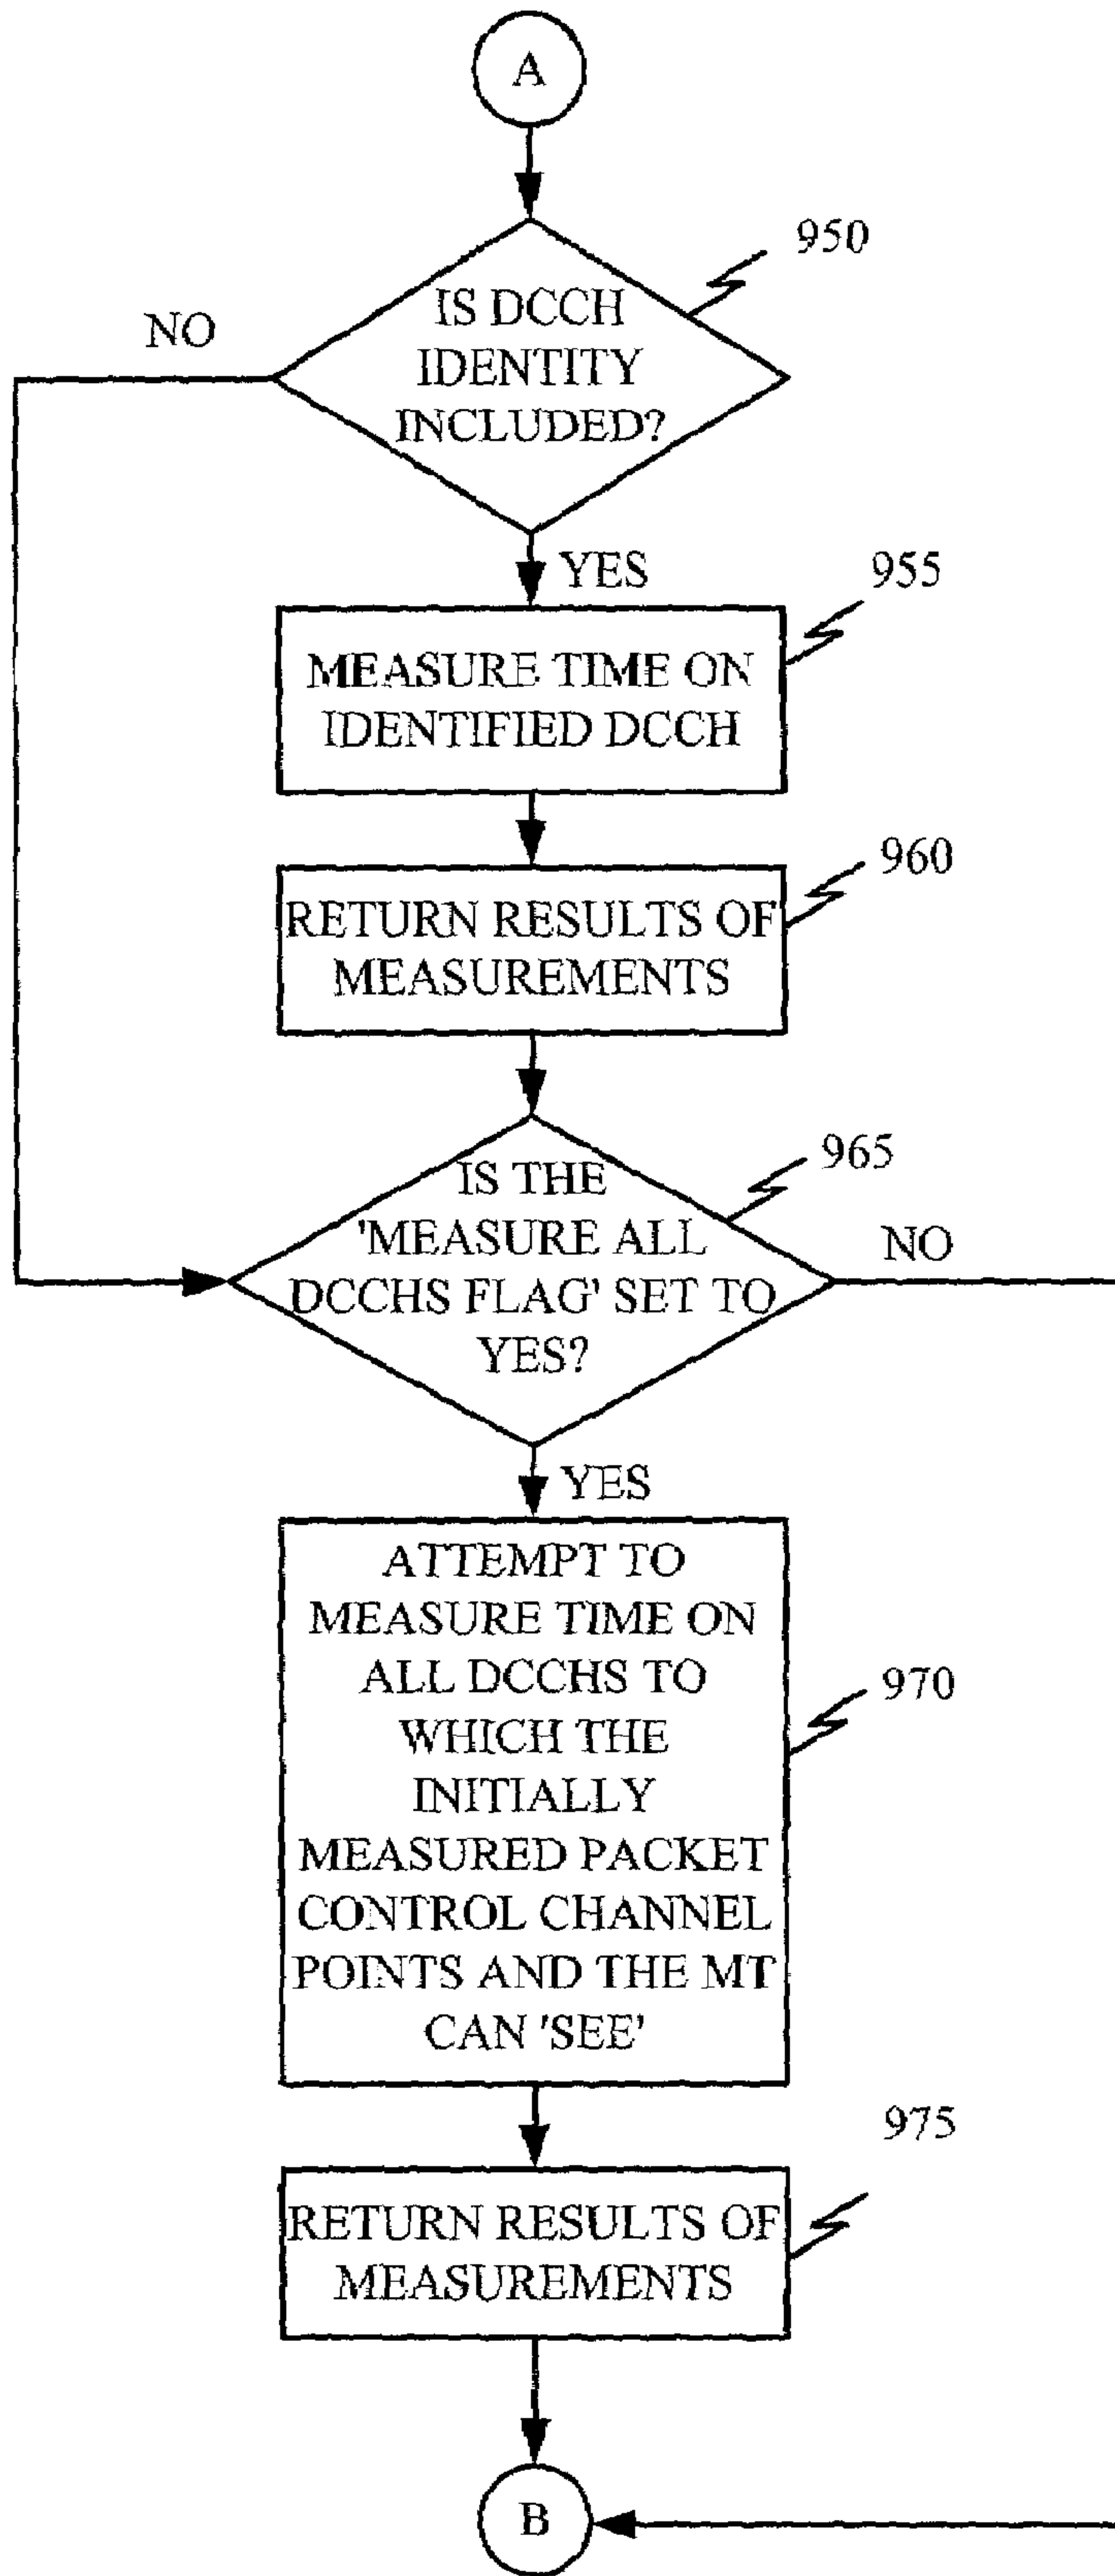 A
950
IS DCCH
IDENTITY
INCLUDED?
NO
YES
955
MEASURE TIME ON
IDENTIFIED DCCH
960
RETURN RESULTS OF
MEASUREMENTS
965
IS THE
'MEASURE ALL
DCCHS FLAG' SET TO
YES?
NO
YES
ATTEMPT TO
MEASURE TIME ON
ALL DCCHS TO
WHICH THE
INITIALLY
MEASURED PACKET
CONTROL CHANNEL
POINTS AND THE MT
CAN 'SEE'
970
975
RETURN RESULTS OF
MEASUREMENTS
B